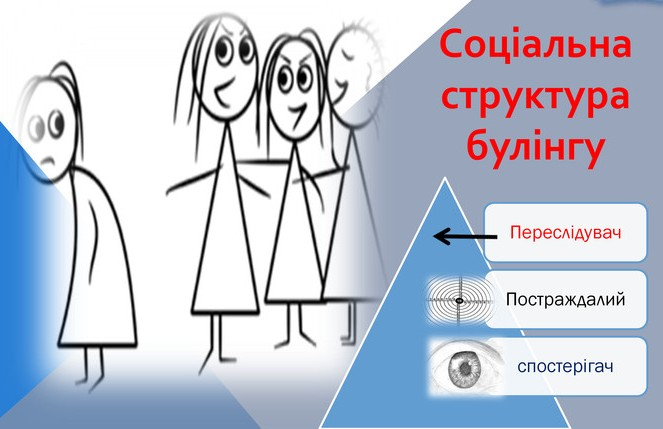 Соціальна
структура
булінгу
Переслідувач
Постраждалий
спостерігач